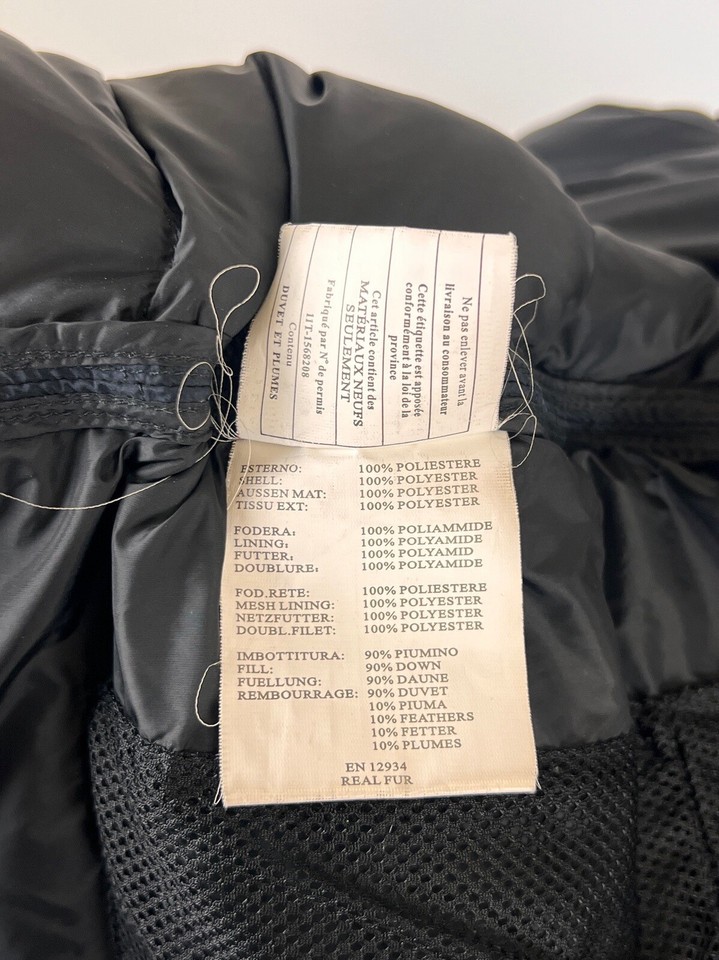 Ne pas enlever avant la
livraison au consommateur
Cette étiquette est apposée
conformément à la loi de la
province
Cet article contient des
MATÉRIAUX NEUFS
SEULEMENT
Fabriqué par N° de permis
11T-1568208
Contenu
DUVET ET PLUMES
ESTERNO: 100% POLIESTERE
SHELL: 100% POLYESTER
AUSSEN MAT: 100% POLYESTER
TISSU EXT: 100% POLYESTER
FODERA: 100% POLIAMMIDE
LINING: 100% POLYAMIDE
FUTTER: 100% POLYAMID
DOUBLURE: 100% POLYAMIDE
FOD.RETE: 100% POLIESTERE
MESH LINING: 100% POLYESTER
NETZFUTTER: 100% POLYESTER
DOUBL.FILET: 100% POLYESTER
IMBOTTITURA: 90% PIUMINO
FILL: 90% DOWN
FUELLUNG: 90% DAUNE
REMBOURRAGE: 90% DUVET
10% PIUMA
10% FEATHERS
10% FETTER
10% PLUMES
EN 12934
REAL FUR